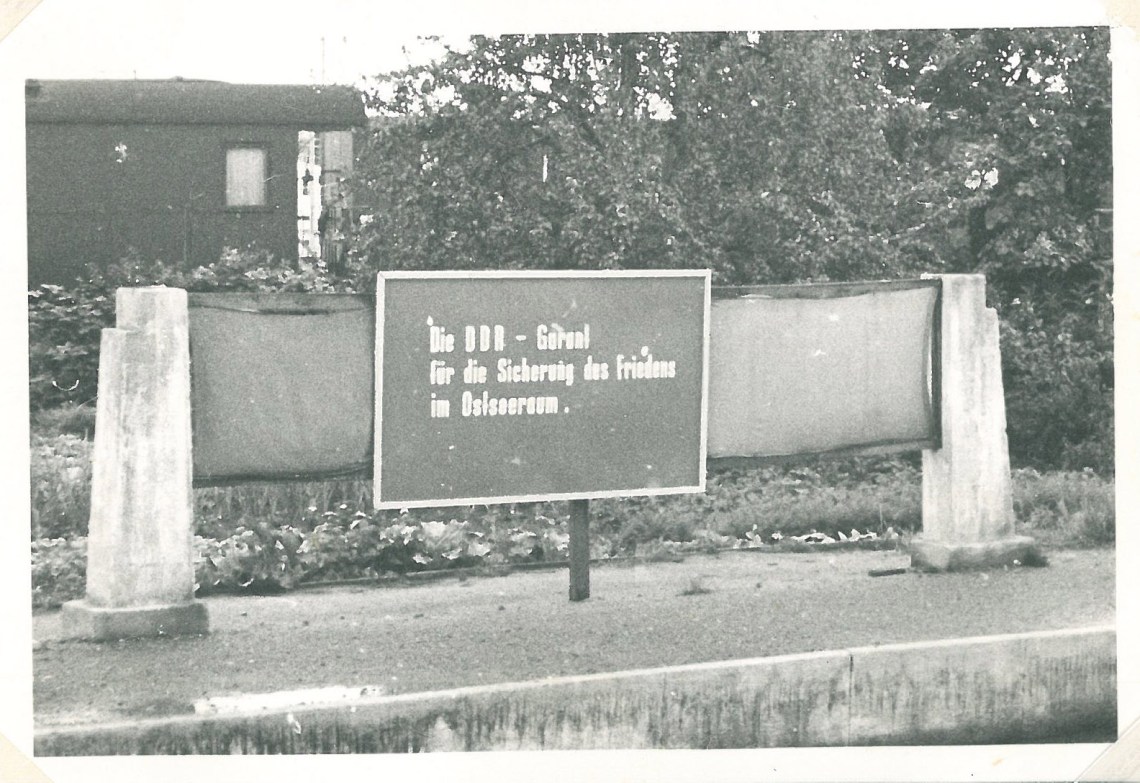 Die DDR - Garant
für die Sicherung des Friedens
im Ostseeraum.